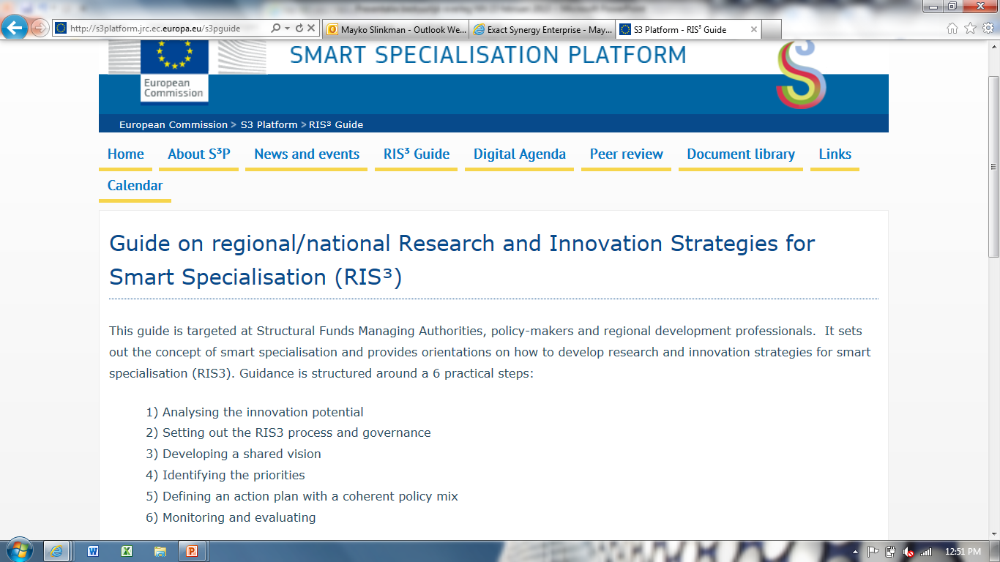 http://s3platform.jrc.ec.europa.eu/s3pguide
Mayko Slinkman - Outlook We...
Exact Synergy Enterprise - May...
S3 Platform - RIS³ Guide
European
Commission
SMART SPECIALISATION PLATFORM
European Commission > S3 Platform > RIS³ Guide
Home
About S³P
News and events
RIS³ Guide
Digital Agenda
Peer review
Document library
Links
Calendar
Guide on regional/national Research and Innovation Strategies for
Smart Specialisation (RIS³)
This guide is targeted at Structural Funds Managing Authorities, policy-makers and regional development professionals.  It sets
out the concept of smart specialisation and provides orientations on how to develop research and innovation strategies for smart
specialisation (RIS3). Guidance is structured around a 6 practical steps:
1) Analysing the innovation potential
2) Setting out the RIS3 process and governance
3) Developing a shared vision
4) Identifying the priorities
5) Defining an action plan with a coherent policy mix
6) Monitoring and evaluating
12:51 PM